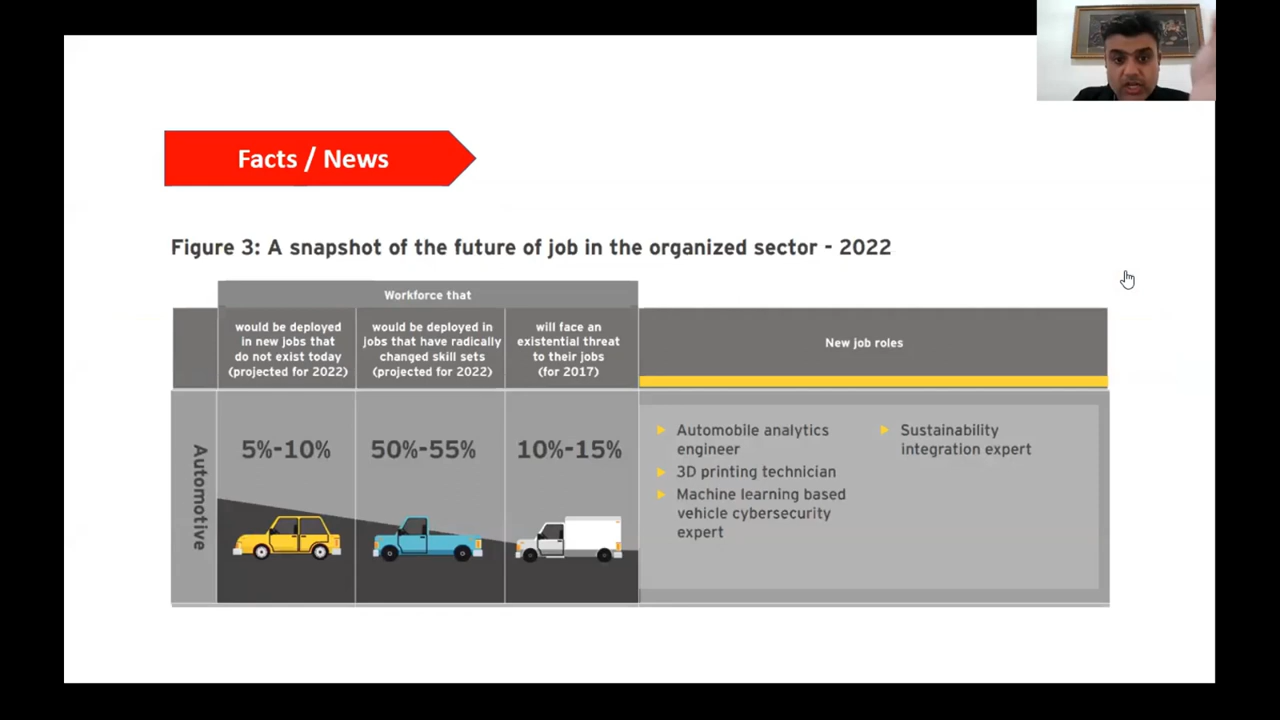 Facts / News
Figure 3: A snapshot of the future of job in the organized sector - 2022
Workforce that
would be deployed
in new jobs that
do not exist today
(projected for 2022)
would be deployed in
jobs that have radically
changed skill sets
(projected for 2022)
will face an
existential threat
to their jobs
(for 2017)
New job roles
Automotive
5%-10%
50%-55%
10%-15%
Automobile analytics
engineer
3D printing technician
Machine learning based
vehicle cybersecurity
expert
Sustainability
integration expert